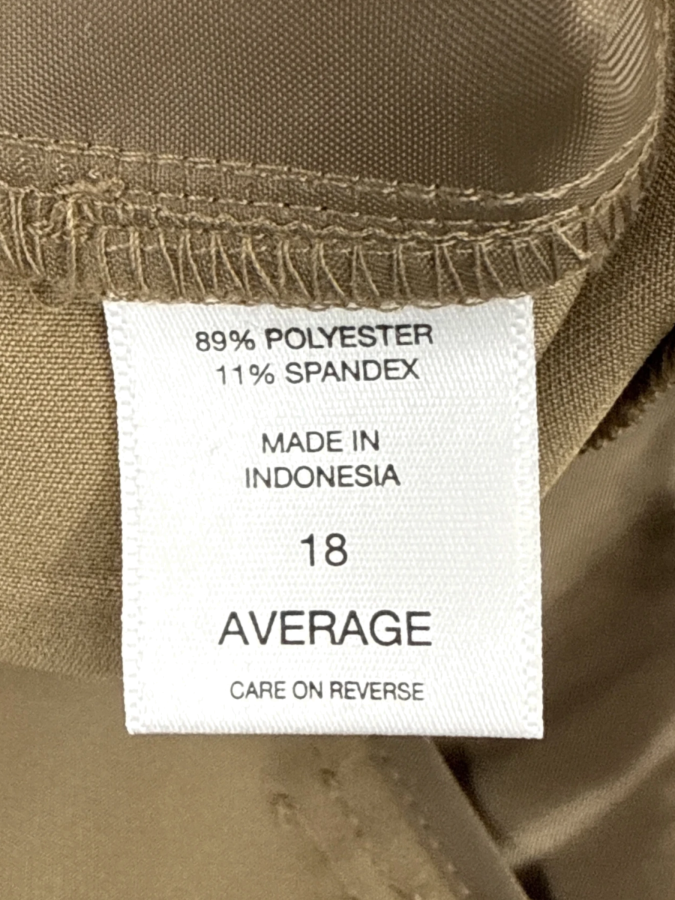 89% POLYESTER
11% SPANDEX
MADE IN
INDONESIA
18
AVERAGE
CARE ON REVERSE